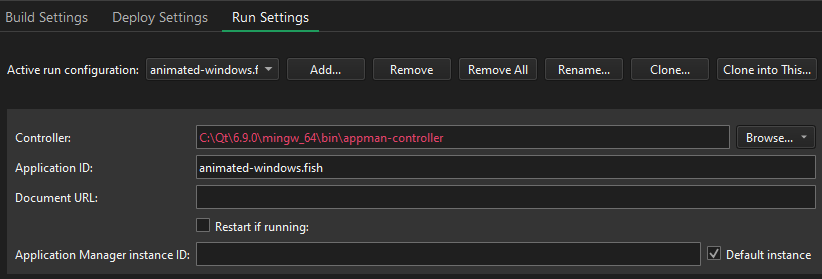 Build Settings Deploy Settings Run Settings
Active run configuration: animated-windows.f Add... Remove Remove All Rename... Clone... Clone into This...
Controller: C:\Qt\6.9.0\mingw_64\bin\appman-controller Browse...
Application ID: animated-windows.fish
Document URL:
Restart if running:
Application Manager instance ID: Default instance